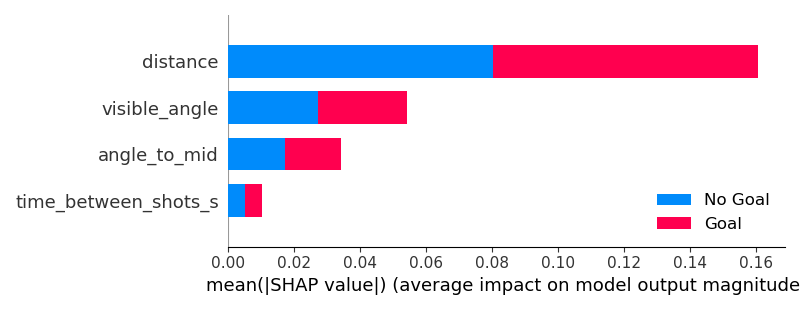 distance
visible_angle
angle_to_mid
time_between_shots_s
No Goal
Goal
0.00 0.02 0.04 0.06 0.08 0.10 0.12 0.14 0.16
mean(|SHAP value|) (average impact on model output magnitude